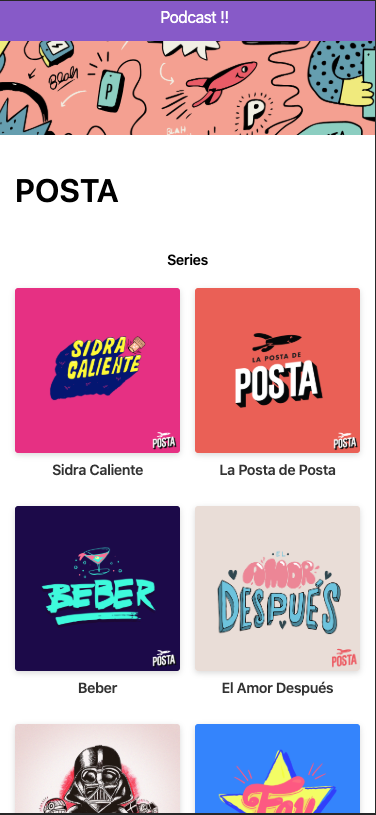 Podcast !!
Blah
P
P
BLAH
POSTA
Series
SIDRA
CALIENTE
POSTA
LA POSTA DE
POSTA
POSTA
Sidra Caliente
La Posta de Posta
BEBER
POSTA
EL
AMOR
DESPUÉS
POSTA
Beber
El Amor Después